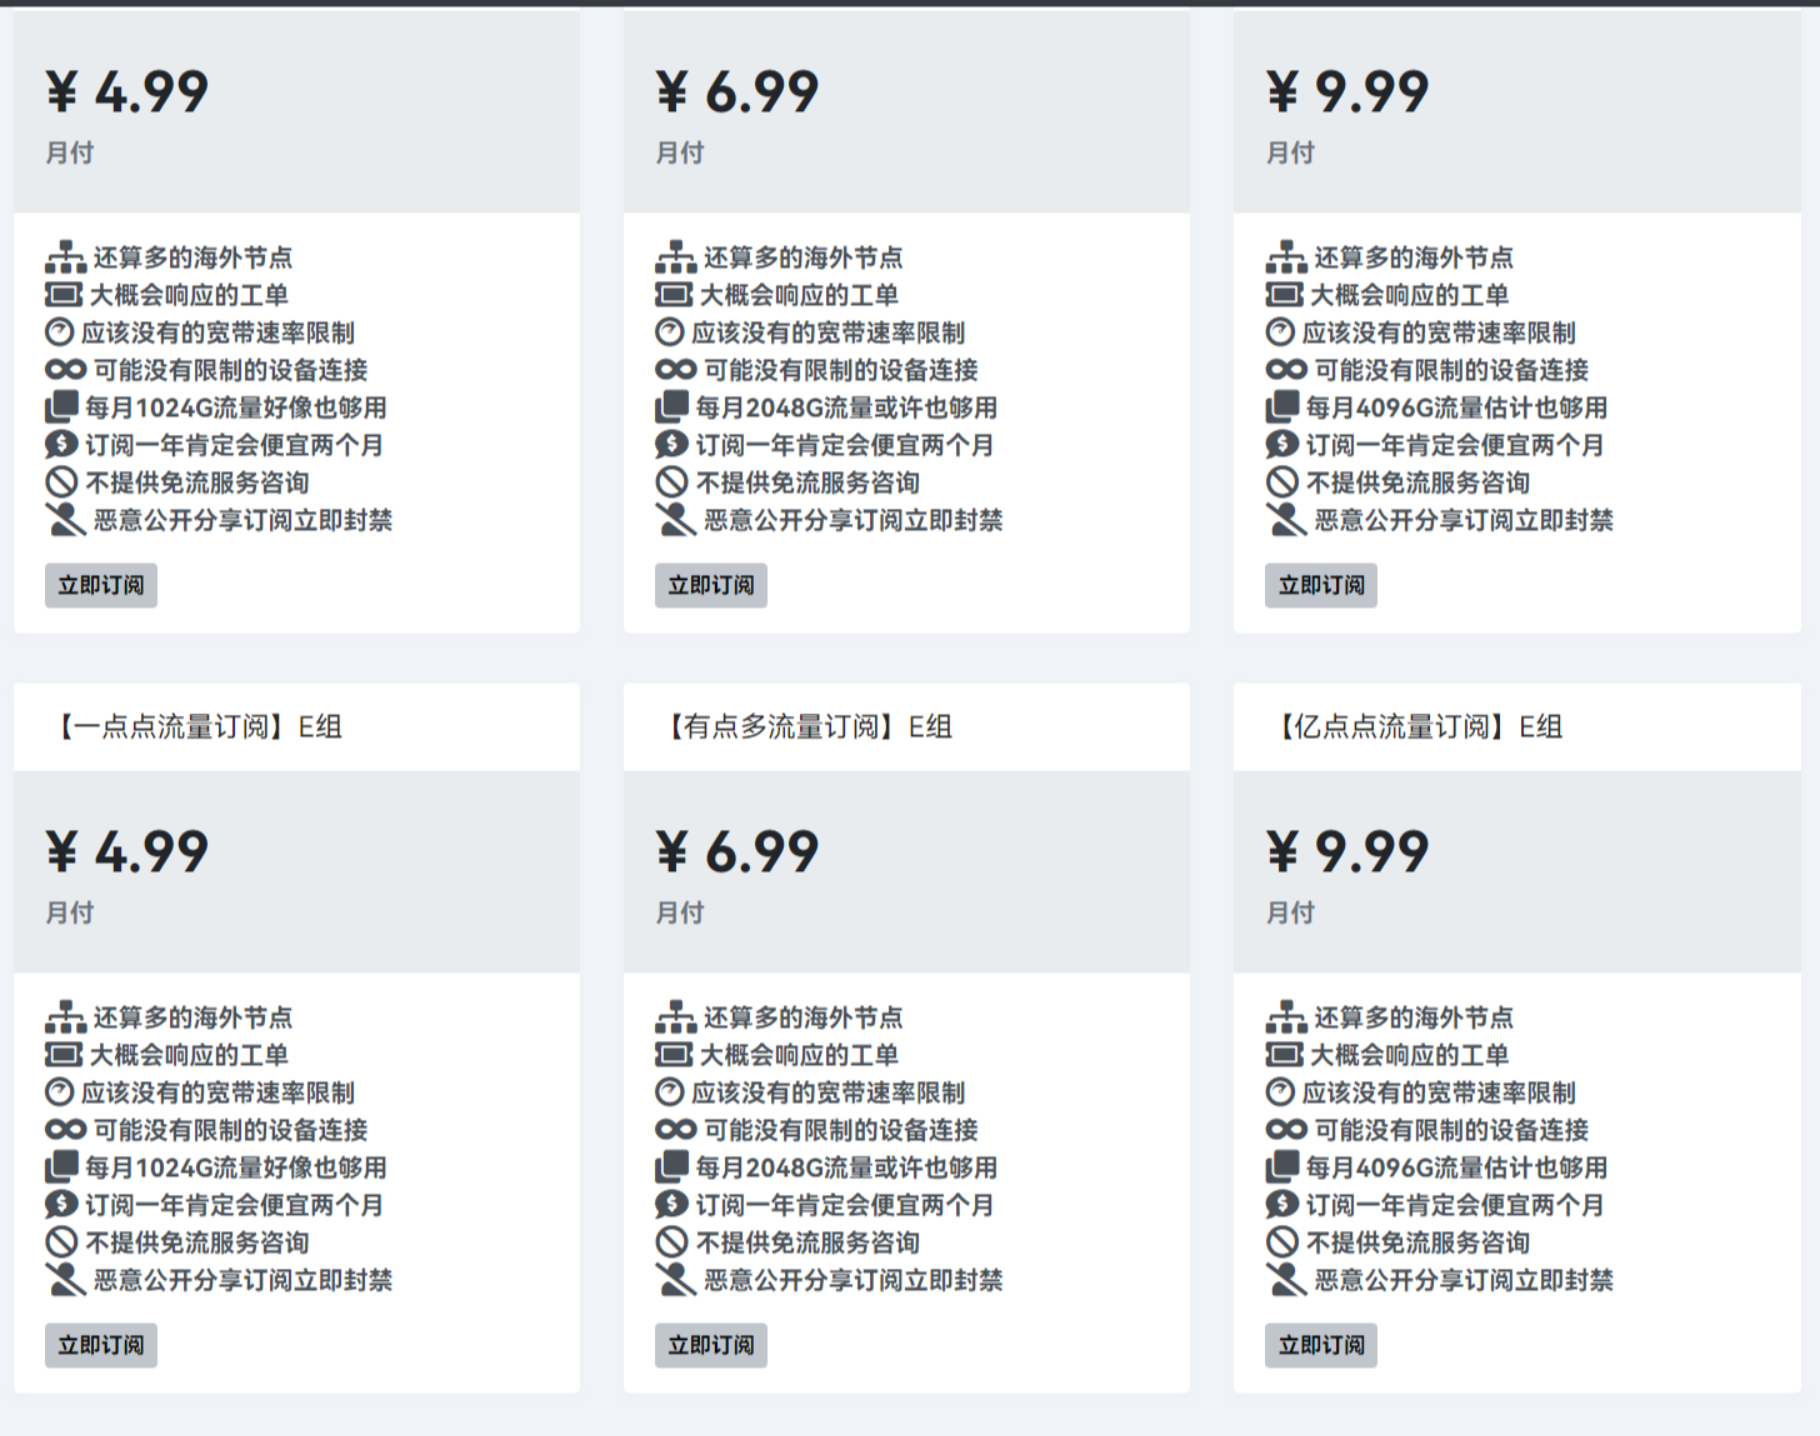 ¥ 4.99
月付
还算多的海外节点
大概会响应的工单
应该没有的宽带速率限制
可能没有限制的设备连接
每月1024G流量好像也够用
订阅一年肯定会便宜两个月
不提供免流服务咨询
恶意公开分享订阅立即封禁
立即订阅
¥ 6.99
月付
还算多的海外节点
大概会响应的工单
应该没有的宽带速率限制
可能没有限制的设备连接
每月2048G流量或许也够用
订阅一年肯定会便宜两个月
不提供免流服务咨询
恶意公开分享订阅立即封禁
立即订阅
¥ 9.99
月付
还算多的海外节点
大概会响应的工单
应该没有的宽带速率限制
可能没有限制的设备连接
每月4096G流量估计也够用
订阅一年肯定会便宜两个月
不提供免流服务咨询
恶意公开分享订阅立即封禁
立即订阅
【一点点流量订阅】E组
¥ 4.99
月付
还算多的海外节点
大概会响应的工单
应该没有的宽带速率限制
可能没有限制的设备连接
每月1024G流量好像也够用
订阅一年肯定会便宜两个月
不提供免流服务咨询
恶意公开分享订阅立即封禁
立即订阅
【有点多流量订阅】E组
¥ 6.99
月付
还算多的海外节点
大概会响应的工单
应该没有的宽带速率限制
可能没有限制的设备连接
每月2048G流量或许也够用
订阅一年肯定会便宜两个月
不提供免流服务咨询
恶意公开分享订阅立即封禁
立即订阅
【亿点点流量订阅】E组
¥ 9.99
月付
还算多的海外节点
大概会响应的工单
应该没有的宽带速率限制
可能没有限制的设备连接
每月4096G流量估计也够用
订阅一年肯定会便宜两个月
不提供免流服务咨询
恶意公开分享订阅立即封禁
立即订阅